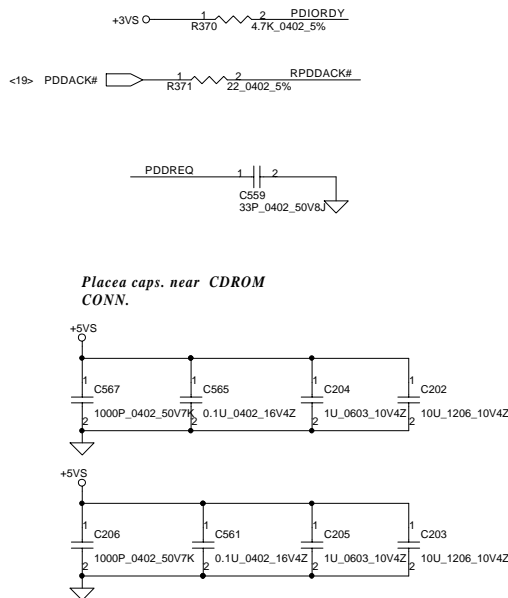 +3VS 1 2 PDIORDY
R370 4.7K_0402_5%
<19> PDDACK# 1 2 RPDDACK#
R371 22_0402_5%
PDDREQ 1 2
C559
33P_0402_50V8J
Placea caps. near CDROM
CONN.
+5VS
1 1 1 1
C567 C565 C204 C202
1000P_0402_50V7K 0.1U_0402_16V4Z 1U_0603_10V4Z 10U_1206_10V4Z
2 2 2 2
+5VS
1 1 1 1
C206 C561 C205 C203
1000P_0402_50V7K 0.1U_0402_16V4Z 1U_0603_10V4Z 10U_1206_10V4Z
2 2 2 2